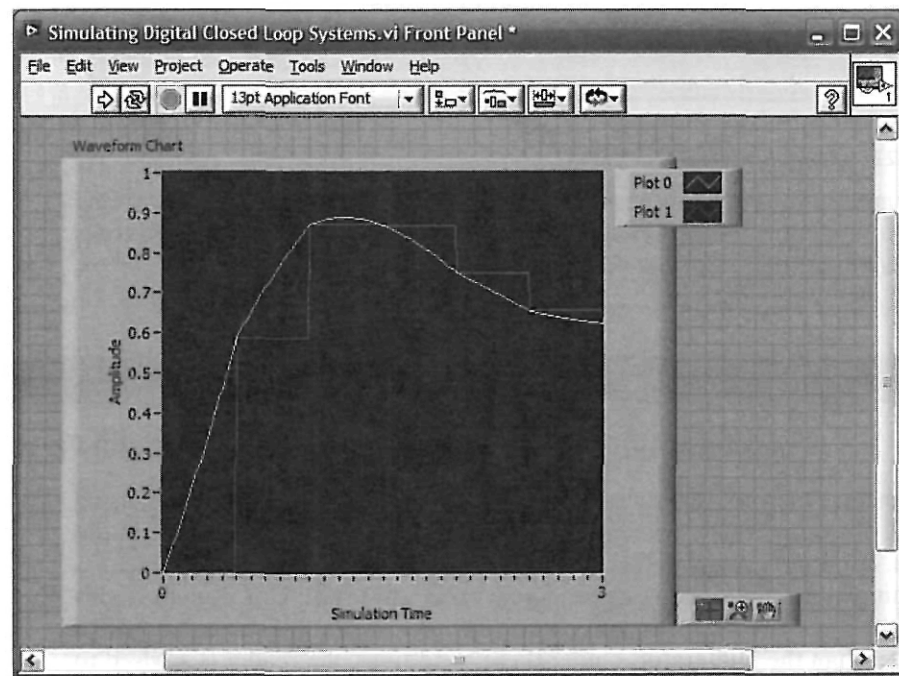 Simulating Digital Closed Loop Systems.vi Front Panel *
File Edit View Project Operate Tools Window Help
13pt Application Font
?
1
Waveform Chart
Plot 0
Plot 1
1
0.9
0.8
0.7
0.6
0.5
0.4
0.3
0.2
0.1
0
Amplitude
0
3
Simulation Time